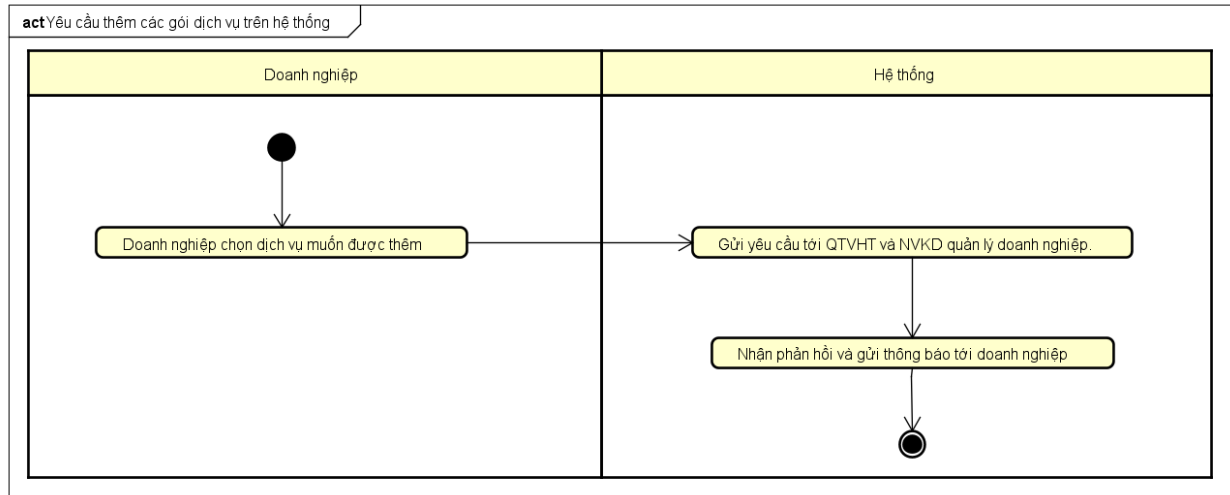 act Yêu cầu thêm các gói dịch vụ trên hệ thống
Doanh nghiệp
Hệ thống
Doanh nghiệp chọn dịch vụ muốn được thêm
Gửi yêu cầu tới QTVHT và NVKD quản lý doanh nghiệp.
Nhận phản hồi và gửi thông báo tới doanh nghiệp